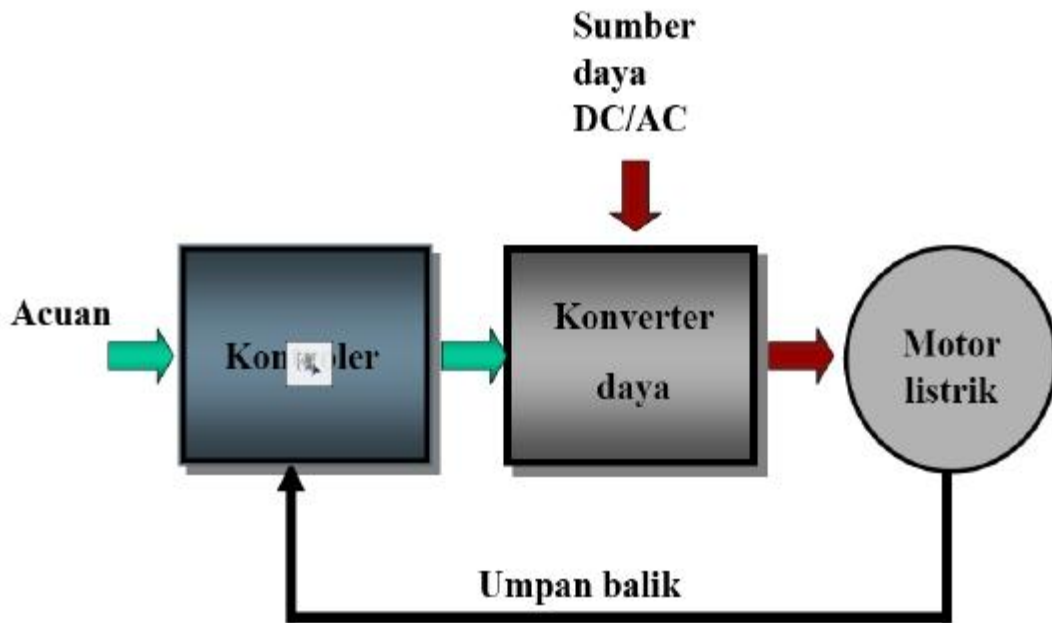 Sumber
daya
DC/AC
Acuan
Konverter
daya
Motor
listrik
Umpan balik